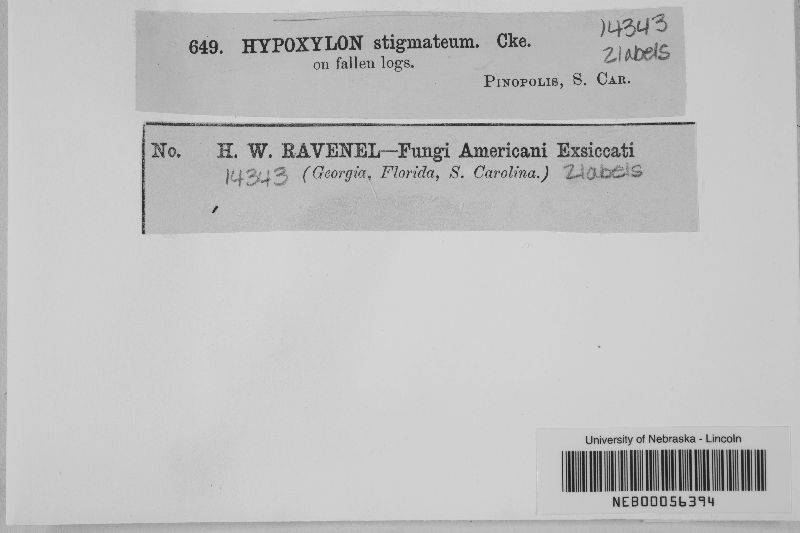 649. HYPOXYLON stigmateum. Cke. 14343
on fallen logs. 2labels
PINOPOLIS, S. CAR.
No. H. W. RAVENEL—Fungi Americani Exsiccati
14343 (Georgia, Florida, S. Carolina.) 2labels
University of Nebraska - Lincoln
NEB00056394